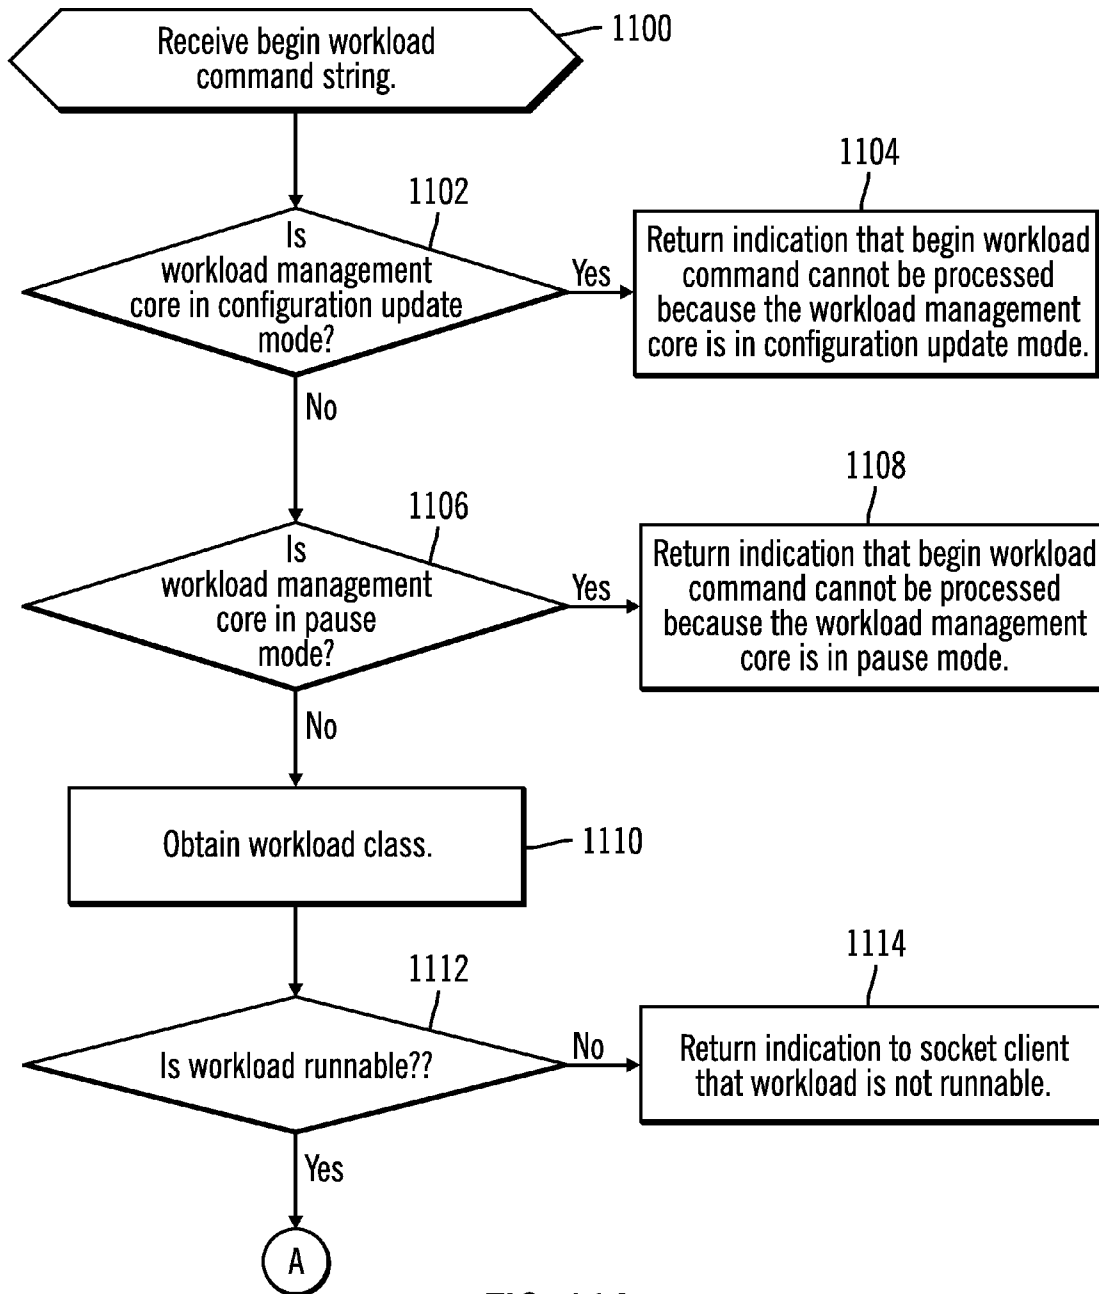 Receive begin workload
command string.
1100
1102
Is
workload management
core in configuration update
mode?
Yes
1104
Return indication that begin workload
command cannot be processed
because the workload management
core is in configuration update mode.
No
1106
Is
workload management
core in pause
mode?
Yes
1108
Return indication that begin workload
command cannot be processed
because the workload management
core is in pause mode.
No
Obtain workload class.
1110
1112
Is workload runnable??
No
1114
Return indication to socket client
that workload is not runnable.
Yes
A